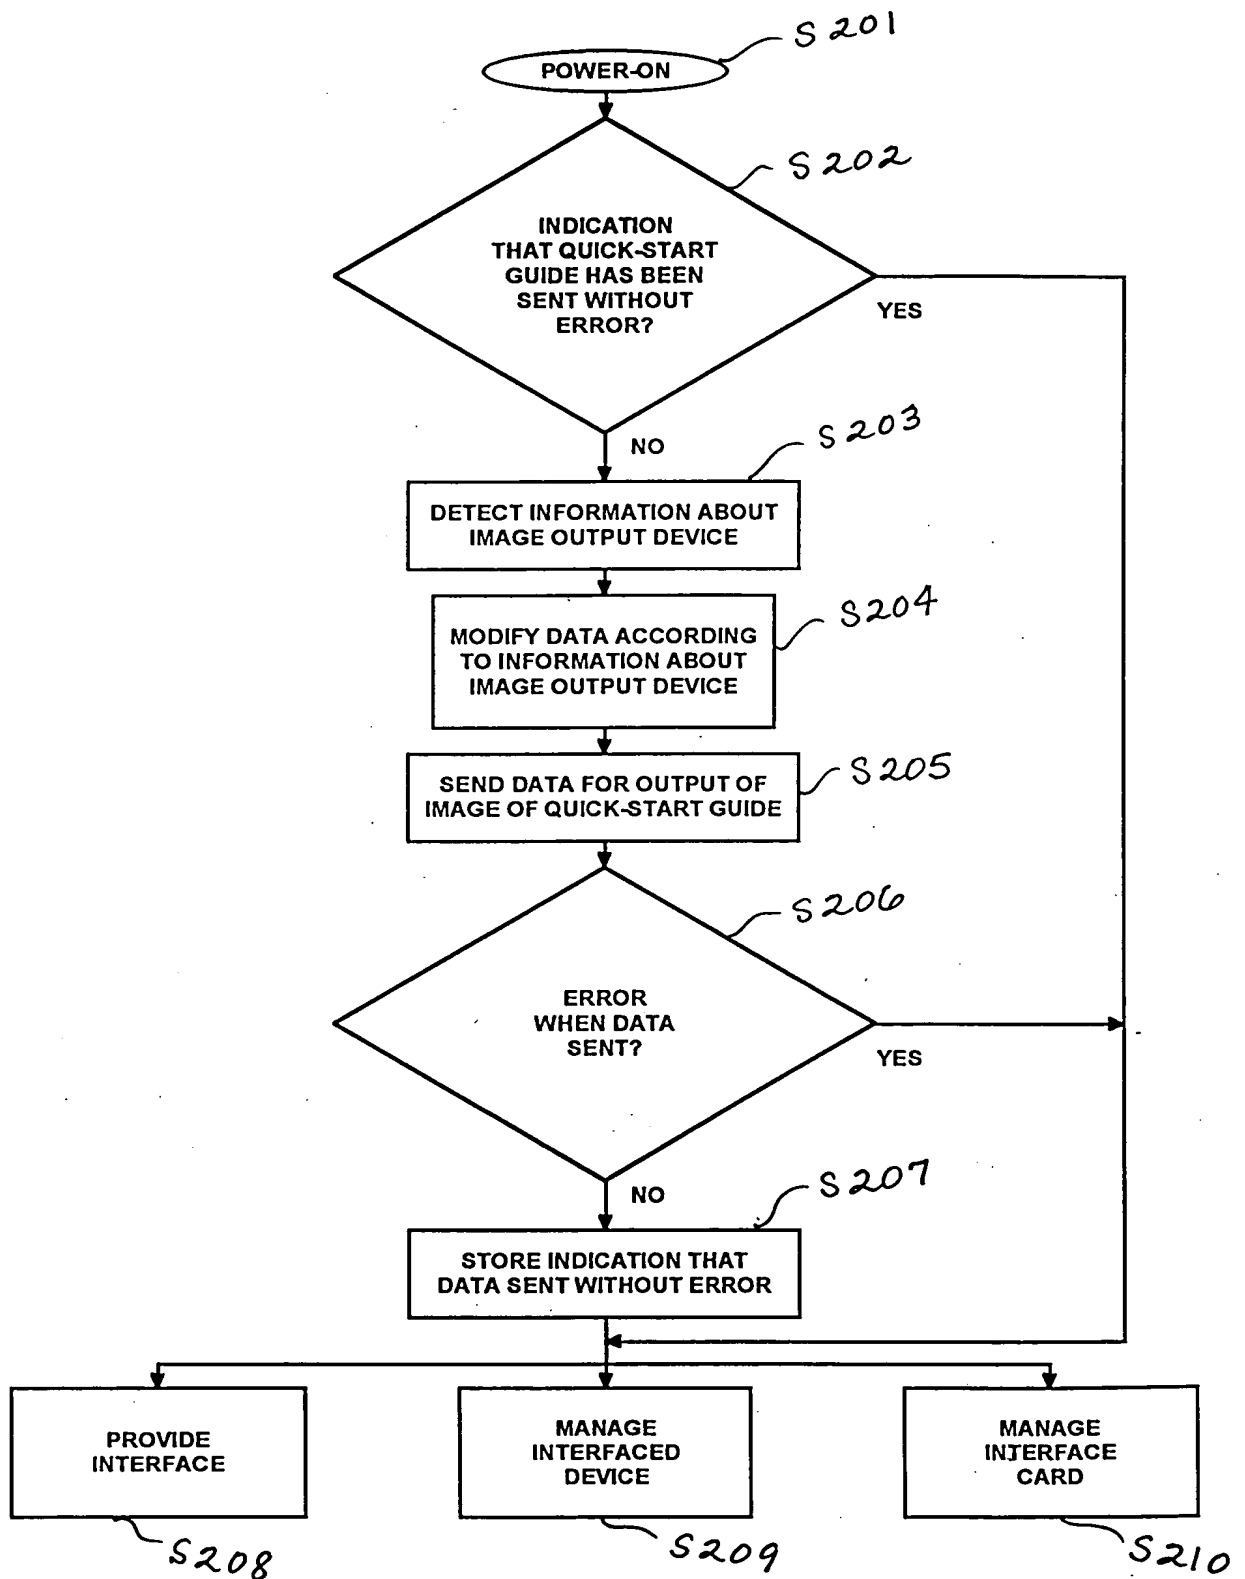 S201
POWER-ON
S202
INDICATION
THAT QUICK-START
GUIDE HAS BEEN
SENT WITHOUT
ERROR?
YES
NO
S203
DETECT INFORMATION ABOUT
IMAGE OUTPUT DEVICE
S204
MODIFY DATA ACCORDING
TO INFORMATION ABOUT
IMAGE OUTPUT DEVICE
S205
SEND DATA FOR OUTPUT OF
IMAGE OF QUICK-START GUIDE
S206
ERROR
WHEN DATA
SENT?
YES
NO
S207
STORE INDICATION THAT
DATA SENT WITHOUT ERROR
PROVIDE
INTERFACE
MANAGE
INTERFACED
DEVICE
MANAGE
INTERFACE
CARD
S208
S209
S210